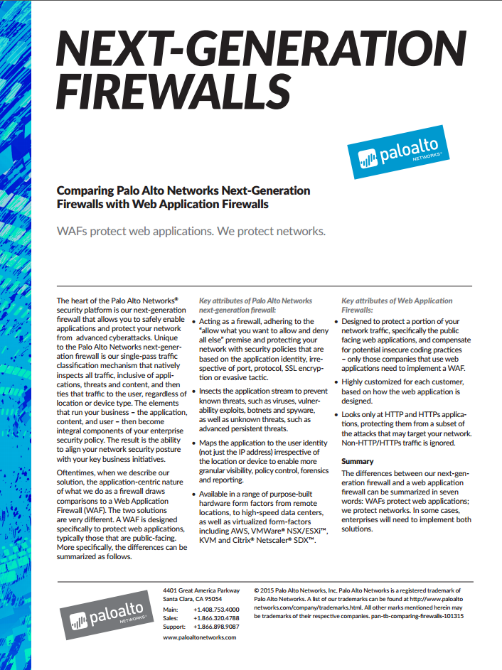 NEXT-GENERATION
FIREWALLS
paloalto
NETWORKS
Comparing Palo Alto Networks Next-Generation
Firewalls with Web Application Firewalls
WAFs protect web applications. We protect networks.
The heart of the Palo Alto Networks®
security platform is our next-generation
firewall that allows you to safely enable
applications and protect your network
from advanced cyberattacks. Unique
to the Palo Alto Networks next-gener-
ation firewall is our single-pass traffic
classification mechanism that natively
inspects all traffic, inclusive of appli-
cations, threats and content, and then
ties that traffic to the user, regardless of
location or device type. The elements
that run your business – the application,
content, and user – then become
integral components of your enterprise
security policy. The result is the ability
to align your network security posture
with your key business initiatives.
Oftentimes, when we describe our
solution, the application-centric nature
of what we do as a firewall draws
comparisons to a Web Application
Firewall (WAF). The two solutions
are very different. A WAF is designed
specifically to protect web applications,
typically those that are public-facing.
More specifically, the differences can be
summarized as follows.
Key attributes of Palo Alto Networks
next-generation firewall:
• Acting as a firewall, adhering to the
“allow what you want to allow and deny
all else” premise and protecting your
network with security policies that are
based on the application identity, irre-
spective of port, protocol, SSL encryp-
tion or evasive tactic.
• Insects the application stream to prevent
known threats, such as viruses, vulner-
ability exploits, botnets and spyware,
as well as unknown threats, such as
advanced persistent threats.
• Maps the application to the user identity
(not just the IP address) irrespective of
the location or device to enable more
granular visibility, policy control, forensics
and reporting.
• Available in a range of purpose-built
hardware form factors from remote
locations, to high-speed data centers,
as well as virtualized form-factors
including AWS, VMWare® NSX/ESXi™,
KVM and Citrix® Netscaler® SDX™.
Key attributes of Web Application
Firewalls:
• Designed to protect a portion of your
network traffic, specifically the public
facing web applications, and compensate
for potential insecure coding practices
– only those companies that use web
applications need to implement a WAF.
• Highly customized for each customer,
based on how the web application is
designed.
• Looks only at HTTP and HTTPs applica-
tions, protecting them from a subset of
the attacks that may target your network.
Non-HTTP/HTTPs traffic is ignored.
Summary
The differences between our next-gen-
eration firewall and a web application
firewall can be summarized in seven
words: WAFs protect web applications;
we protect networks. In some cases,
enterprises will need to implement both
solutions.
paloalto
NETWORKS
4401 Great America Parkway
Santa Clara, CA 95054
Main: +1.408.753.4000
Sales: +1.866.320.4788
Support: +1.866.898.9087
www.paloaltonetworks.com
© 2015 Palo Alto Networks, Inc. Palo Alto Networks is a registered trademark of
Palo Alto Networks. A list of our trademarks can be found at http://www.paloalto
networks.com/company/trademarks.html. All other marks mentioned herein may
be trademarks of their respective companies. pan-tb-comparing-firewalls-101315